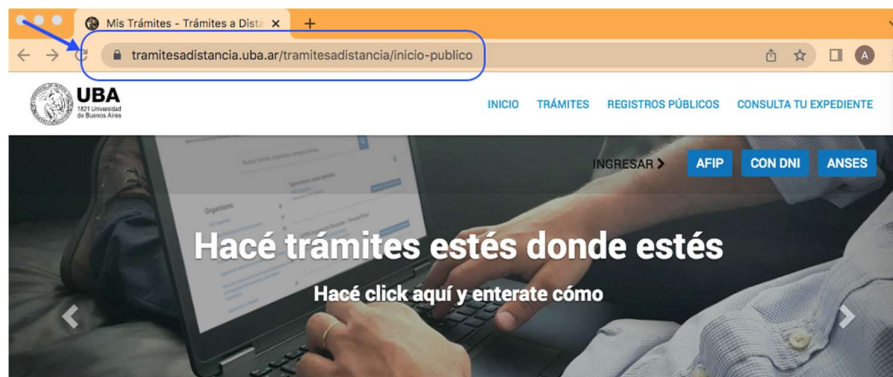 Mis Trámites - Trámites a Dista
tramitesadistancia.uba.ar/tramitesadistancia/inicio-publico
A
UBA
1821 Universidad
de Buenos Aires
INICIO TRÁMITES REGISTROS PÚBLICOS CONSULTA TU EXPEDIENTE
INGRESAR AFIP CON DNI ANSES
Organismos
Hacé trámites estés donde estés
Hacé click aquí y enterate cómo